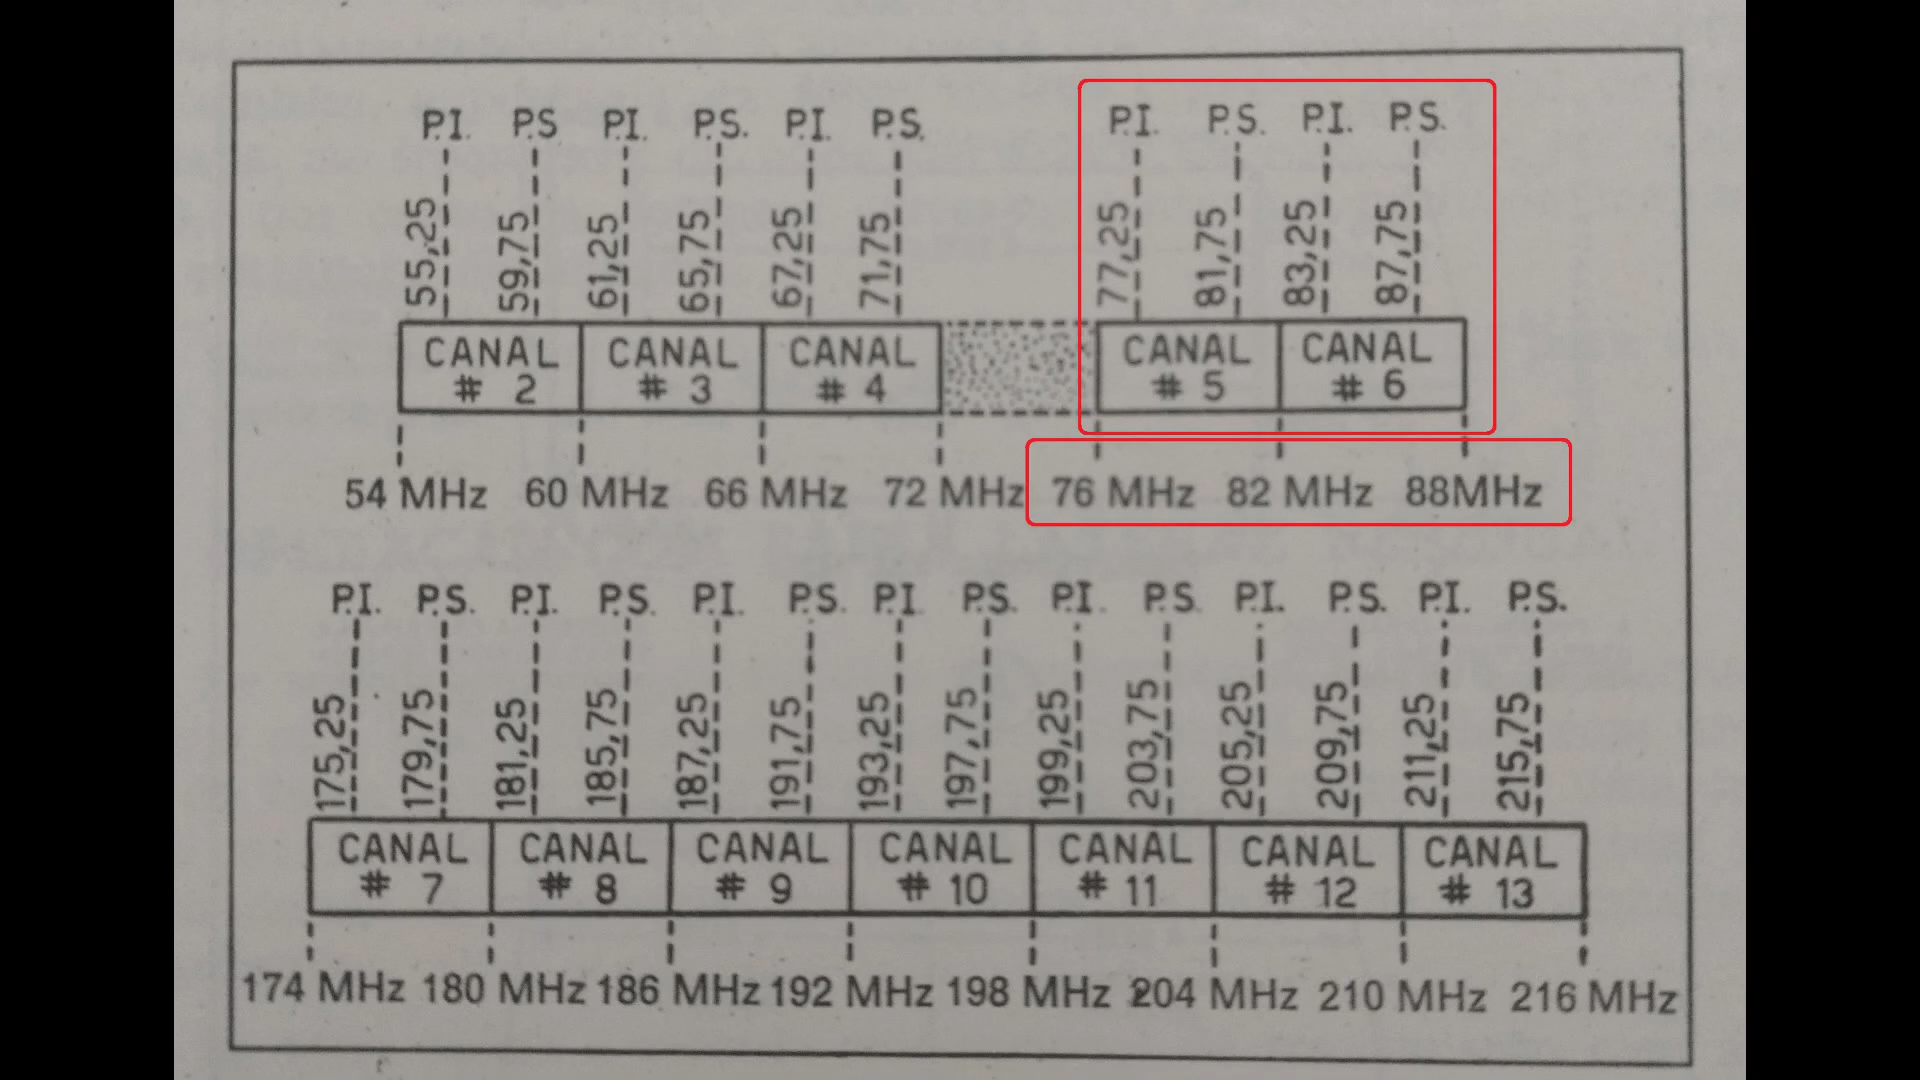 P.I. P.S P.I. P.S. P.I. P.S. P.I. P.S. P.I. P.S.
55,25 59,75 61,25 65,75 67,25 71,75 77,25 81,75 83,25 87,75
CANAL CANAL CANAL CANAL CANAL
# 2 # 3 # 4 # 5 # 6
54 MHz 60 MHz 66 MHz 72 MHz 76 MHz 82 MHz 88MHz
P.I. P.S. P.I. P.S. P.I. P.S. P.I. P.S. P.I. P.S. P.I. P.S. P.I. P.S.
175,25 179,75 181,25 185,75 187,25 191,75 193,25 197,75 199,25 203,75 205,25 209,75 211,25 215,75
CANAL CANAL CANAL CANAL CANAL CANAL CANAL
# 7 # 8 # 9 # 10 # 11 # 12 # 13
174 MHz 180 MHz 186 MHz 192 MHz 198 MHz 204 MHz 210 MHz 216 MHz